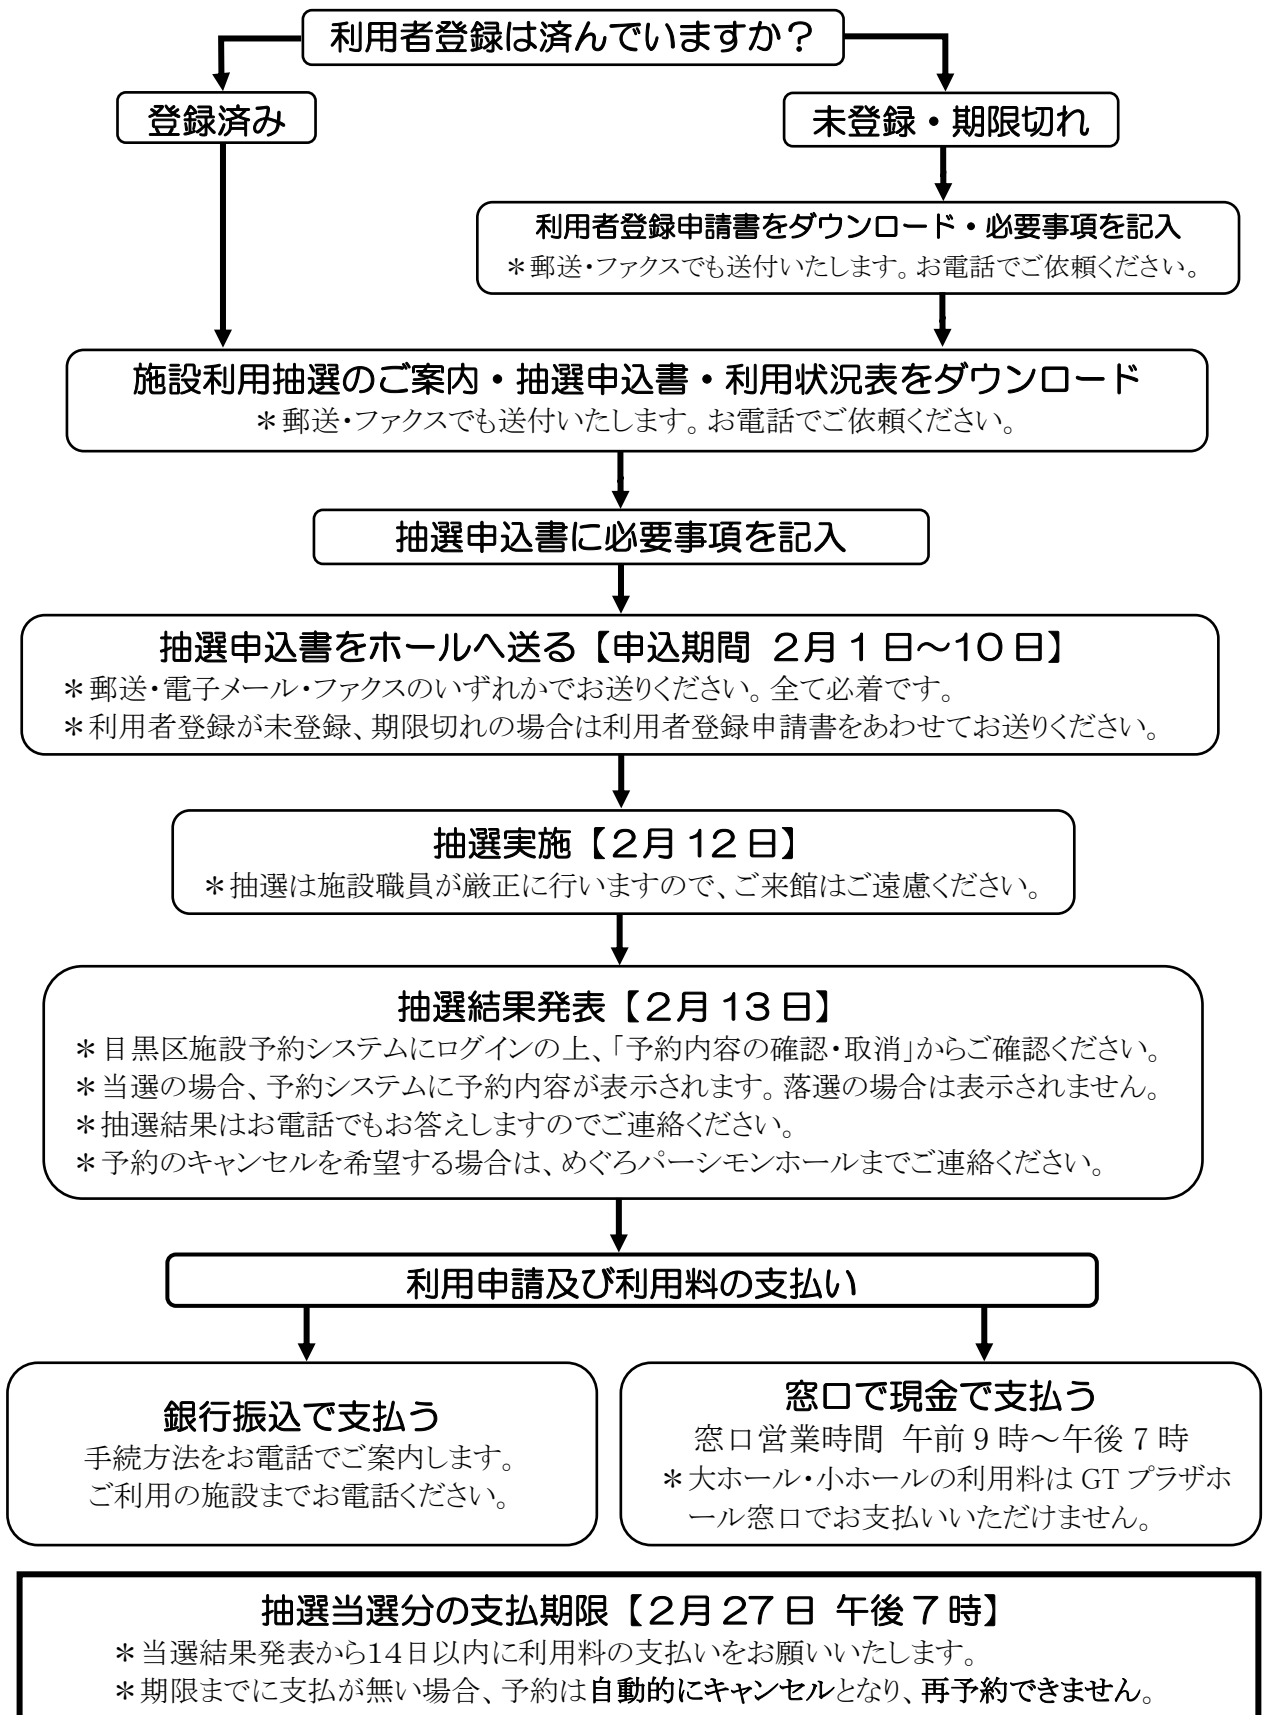 利用者登録は済んでいますか？
登録済み
未登録・期限切れ
利用者登録申請書をダウンロード・必要事項を記入
＊郵送・ファクスでも送付いたします。お電話でご依頼ください。
施設利用抽選のご案内・抽選申込書・利用状況表をダウンロード
＊郵送・ファクスでも送付いたします。お電話でご依頼ください。
抽選申込書に必要事項を記入
抽選申込書をホールへ送る【申込期間 2月1日～10日】
＊郵送・電子メール・ファクスのいずれかでお送りください。全て必着です。
＊利用者登録が未登録、期限切れの場合は利用者登録申請書をあわせてお送りください。
抽選実施【2月12日】
＊抽選は施設職員が厳正に行いますので、ご来館はご遠慮ください。
抽選結果発表【2月13日】
＊目黒区施設予約システムにログインの上、「予約内容の確認・取消」からご確認ください。
＊当選の場合、予約システムに予約内容が表示されます。落選の場合は表示されません。
＊抽選結果はお電話でもお答えしますのでご連絡ください。
＊予約のキャンセルを希望する場合は、めぐろパーシモンホールまでご連絡ください。
利用申請及び利用料の支払い
銀行振込で支払う
手続方法をお電話でご案内します。
ご利用の施設までお電話ください。
窓口で現金で支払う
窓口営業時間 午前9時～午後7時
＊大ホール・小ホールの利用料は GT プラザホ
ール窓口でお支払いいただけません。
抽選当選分の支払期限【2月27日 午後7時】
＊当選結果発表から14日以内に利用料の支払いをお願いいたします。
＊期限までに支払が無い場合、予約は自動的にキャンセルとなり、再予約できません。